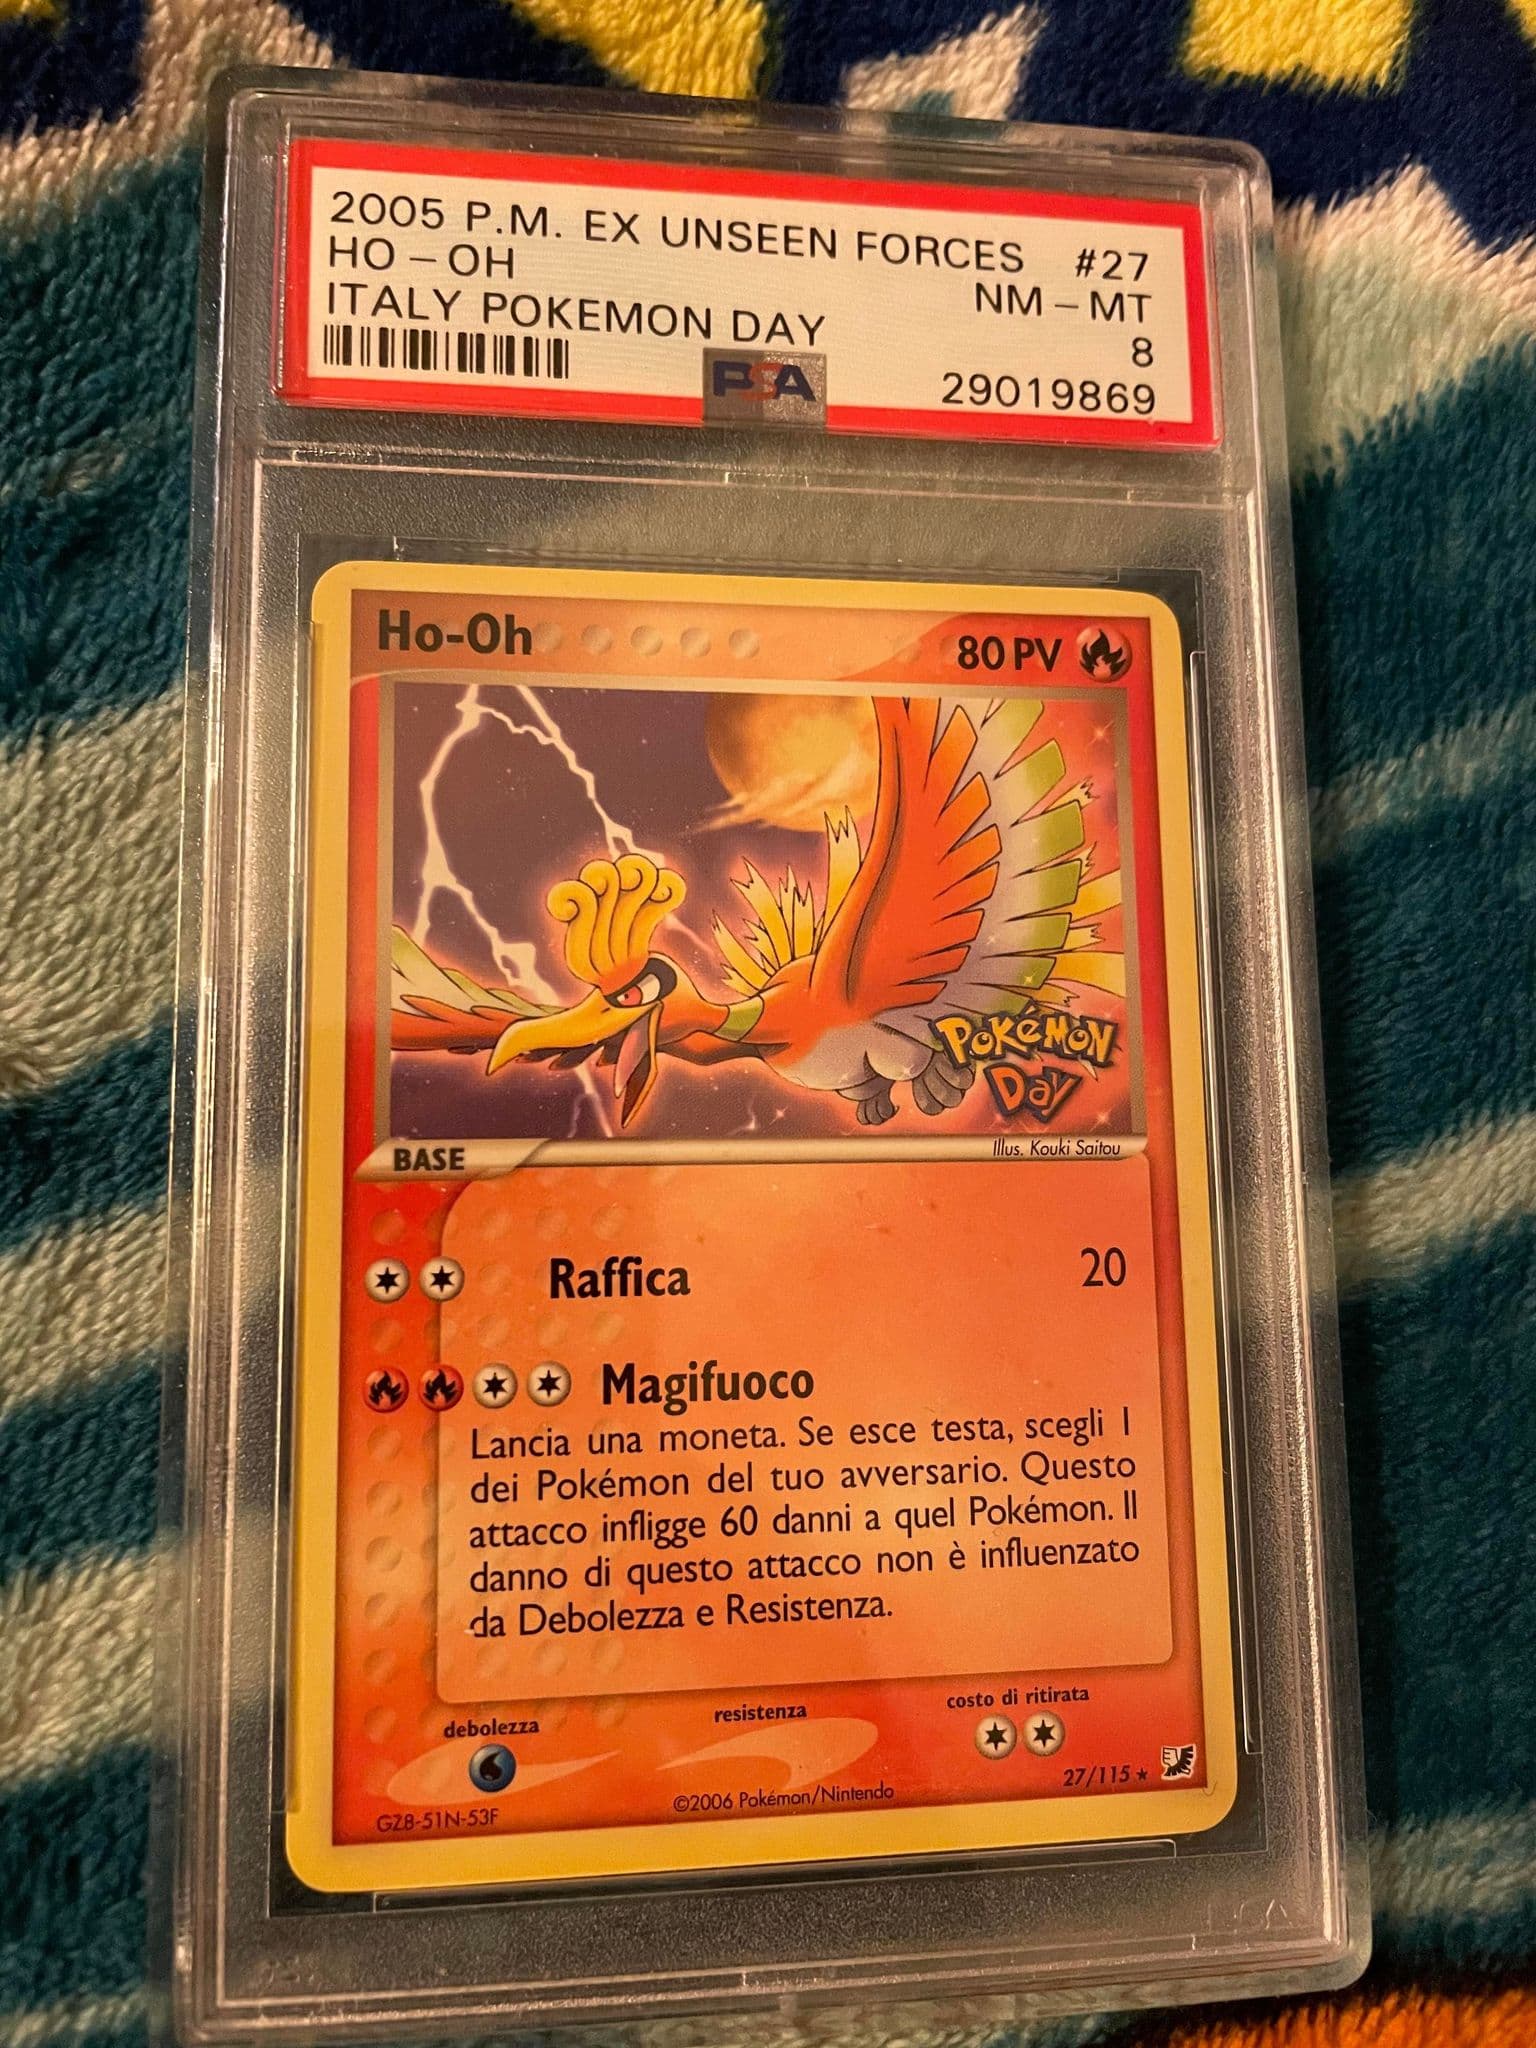 2005 P.M. EX UNSEEN FORCES #27
HO-OH NM-MT
ITALY POKEMON DAY 8
PSA 29019869
Ho-Oh 80 PV
Pokémon
Day
BASE Illus. Kouki Saitou
Raffica 20
Magifuoco
Lancia una moneta. Se esce testa, scegli 1
dei Pokémon del tuo avversario. Questo
attacco infligge 60 danni a quel Pokémon. Il
danno di questo attacco non è influenzato
da Debolezza e Resistenza.
debolezza resistenza costo di ritirata
27/115 ★
GZ8-51N-53F ©2006 Pokémon/Nintendo